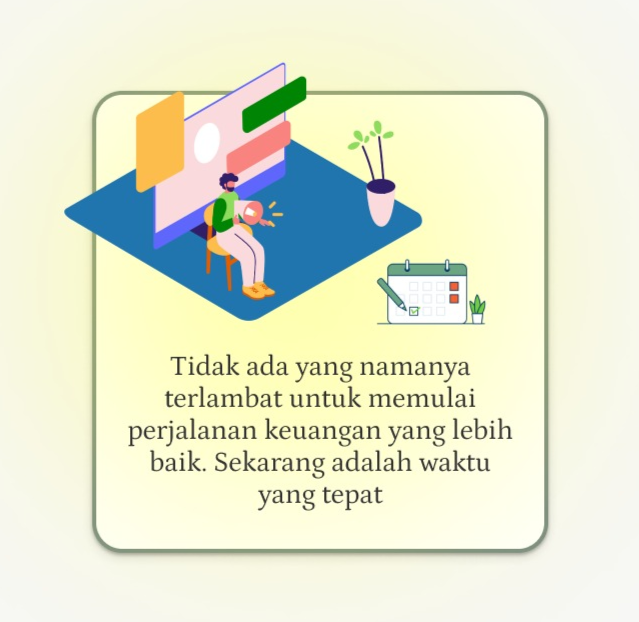 Tidak ada yang namanya
terlambat untuk memulai
perjalanan keuangan yang lebih
baik. Sekarang adalah waktu
yang tepat